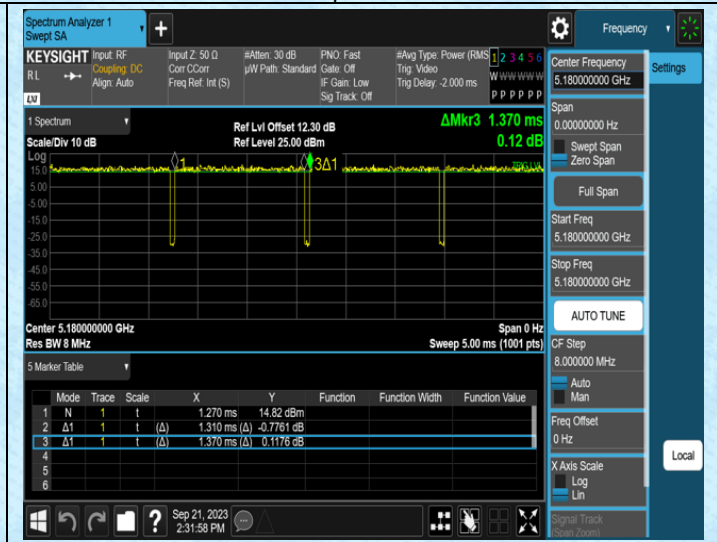 Spectrum Analyzer 1
Swept SA
+
Frequency
KEYSIGHT
RL
LXI
Input: RF
Coupling: DC
Align: Auto
Input Z: 50 Ω
Corr CCorr
Freq Ref: Int (S)
#Atten: 30 dB
µW Path: Standard
PNO: Fast
Gate: Off
IF Gain: Low
Sig Track: Off
#Avg Type: Power (RMS
Trig: Video
Trig Delay: -2.000 ms
1 2 3 4 5 6
W W W W W W
P P P P P P
1 Spectrum
Scale/Div 10 dB
Ref Lvl Offset 12.30 dB
Ref Level 25.00 dBm
ΔMkr3 1.370 ms
0.12 dB
Log
15.0
5.00
-5.00
-15.0
-25.0
-35.0
-45.0
-55.0
-65.0
1
3Δ1
TRIG LVL
Center 5.180000000 GHz
Res BW 8 MHz
Span 0 Hz
Sweep 5.00 ms (1001 pts)
5 Marker Table
Mode Trace Scale X Y Function Function Width Function Value
1 N 1 t 1.270 ms 14.82 dBm
2 Δ1 1 t (Δ) 1.310 ms (Δ) -0.7761 dB
3 Δ1 1 t (Δ) 1.370 ms (Δ) 0.1176 dB
4
5
6
?
Sep 21, 2023
2:31:58 PM
Center Frequency
5.180000000 GHz
Span
0.00000000 Hz
Swept Span
Zero Span
Full Span
Start Freq
5.180000000 GHz
Stop Freq
5.180000000 GHz
AUTO TUNE
CF Step
8.000000 MHz
Auto
Man
Freq Offset
0 Hz
X Axis Scale
Log
Lin
Signal Track
(Span Zoom)
Settings
Local